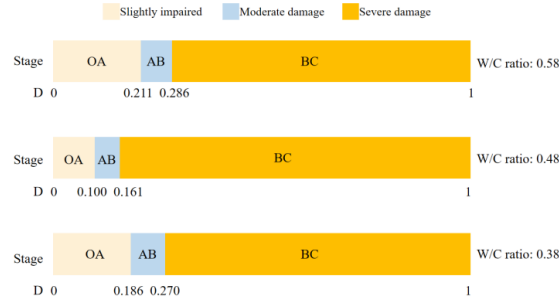 Slightly impaired Moderate damage Severe damage
Stage OA AB BC W/C ratio: 0.58
D 0 0.211 0.286 1
Stage OA AB BC W/C ratio: 0.48
D 0 0.100 0.161 1
Stage OA AB BC W/C ratio: 0.38
D 0 0.186 0.270 1